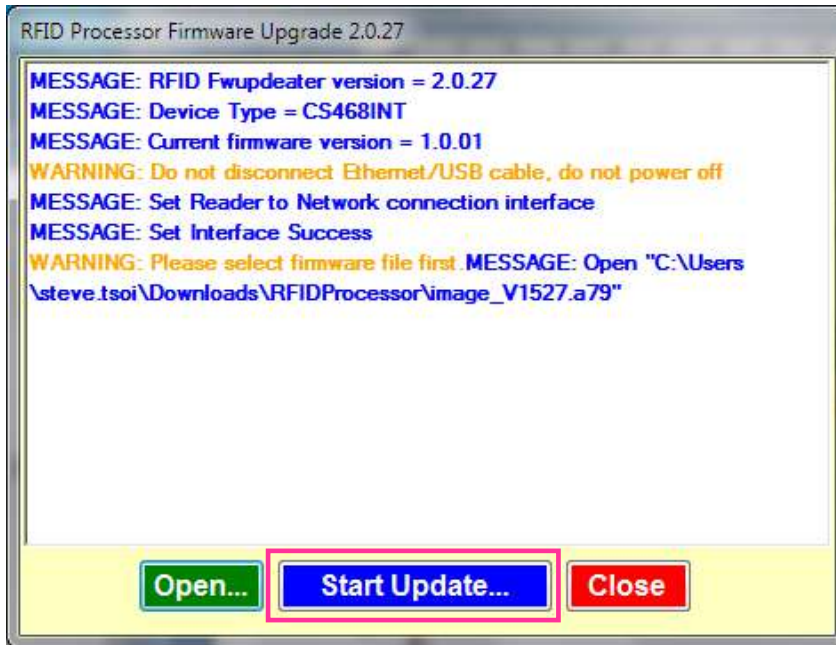 RFID Processor Firmware Upgrade 2.0.27
MESSAGE: RFID Fwupdeater version = 2.0.27
MESSAGE: Device Type = CS468INT
MESSAGE: Current firmware version = 1.0.01
WARNING: Do not disconnect Ethernet/USB cable, do not power off
MESSAGE: Set Reader to Network connection interface
MESSAGE: Set Interface Success
WARNING: Please select firmware file first.MESSAGE: Open "C:\Users
\steve.tsoi\Downloads\RFIDProcessor\image_V1527.a79"
Open... Start Update... Close